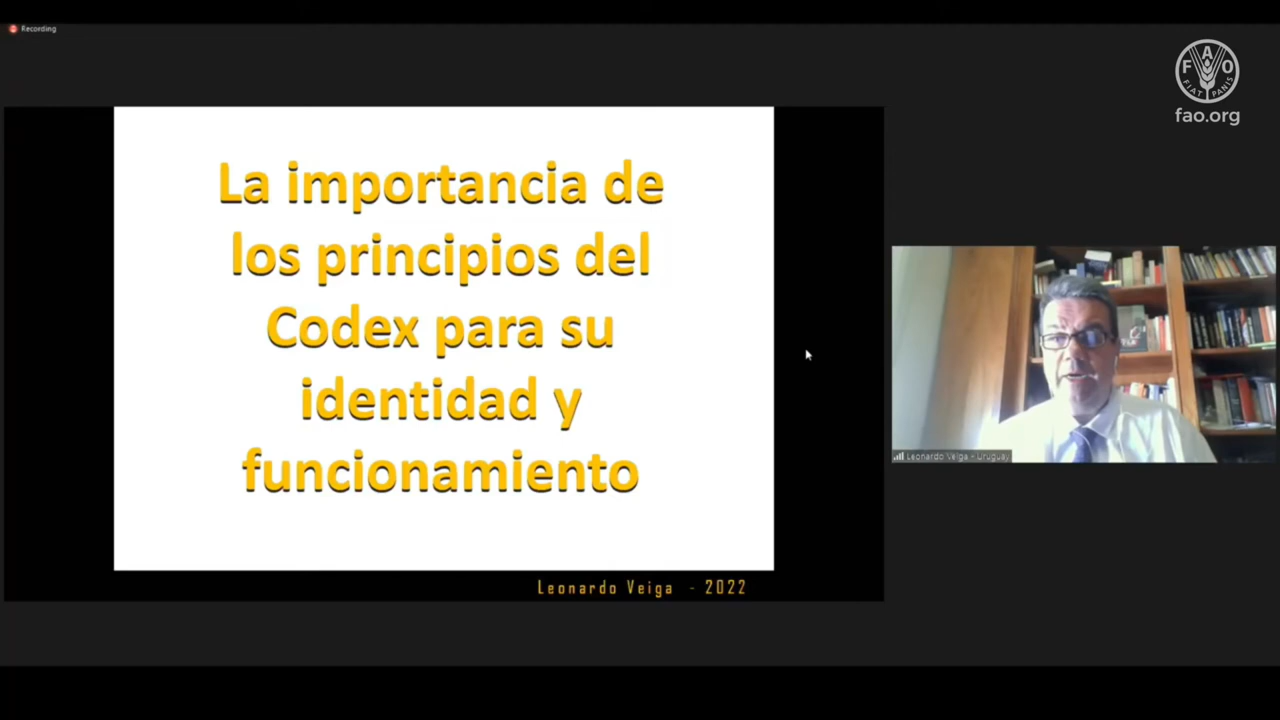 Recording
FAO
FIAT PANIS
fao.org
La importancia de
los principios del
Codex para su
identidad y
funcionamiento
Leonardo Veiga - Uruguay
Leonardo Veiga - 2022